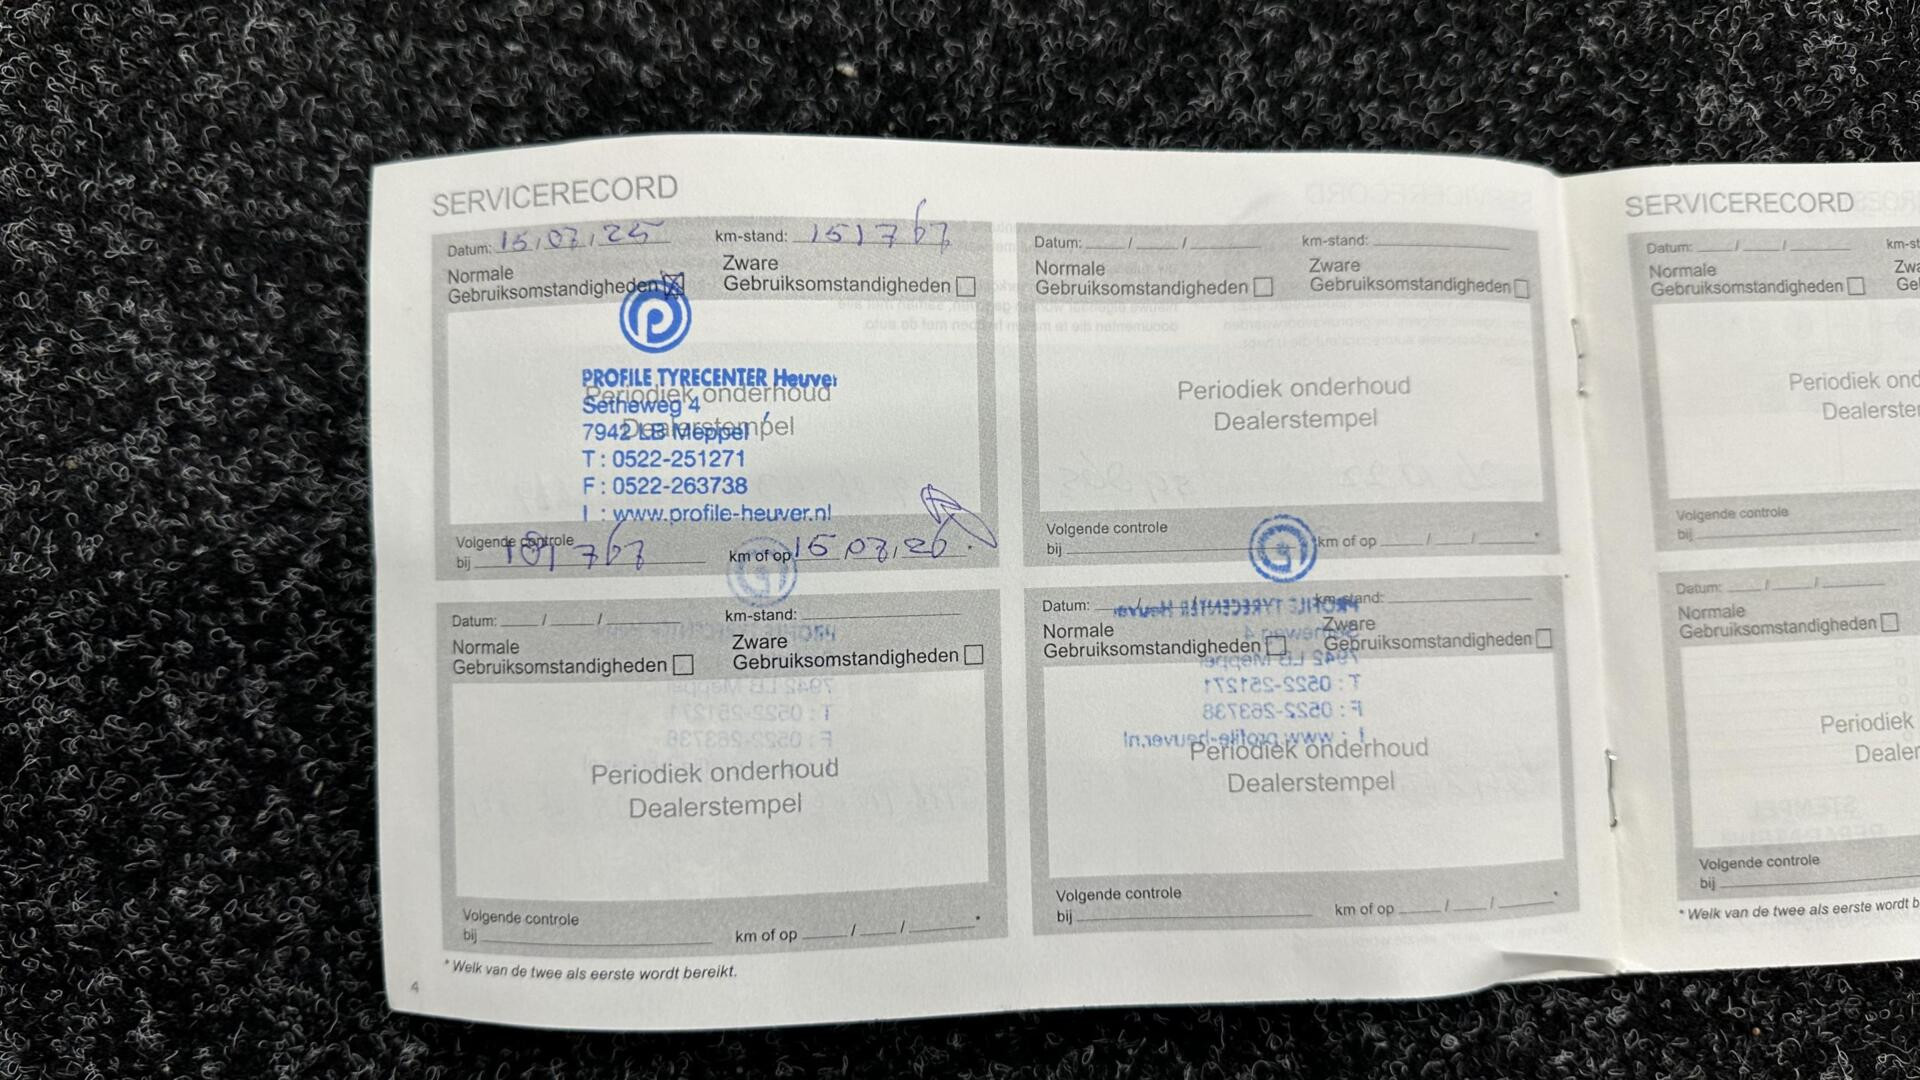 SERVICERECORD
Datum: 15,07,25 km-stand: 151767
Normale Gebruiksomstandigheden
Zware Gebruiksomstandigheden
PROFILE TYRECENTER Heuver
Periodiek onderhoud
Setheweg 4
Dealerstempel
7942 LB Meppel
T : 0522-251271
F : 0522-263738
I : www.profile-heuver.nl
Volgende controle
bij 181767 km of op 15,07,26 *
Datum: / / km-stand:
Normale Gebruiksomstandigheden
Zware Gebruiksomstandigheden
Periodiek onderhoud
Dealerstempel
Volgende controle
bij km of op / / *
Datum: / / km-stand:
Normale Gebruiksomstandigheden
Zware Gebruiksomstandigheden
Periodiek onderhoud
Dealerstempel
Volgende controle
bij km of op / / *
Datum: km-stand:
Normale Gebruiksomstandigheden
Zware Gebruiksomstandigheden
Periodiek onderhoud
Dealerstempel
Volgende controle
bij km of op / / *
* Welk van de twee als eerste wordt bereikt.
4
SERVICERECORD
Datum: / /
Normale
Gebruiksomstandigheden
Periodiek
Volgende controle
bij
Datum: / /
Normale
Gebruiksomstandigheden
Periodiek
Volgende controle
bij
* Welk van de twee als eerste wordt